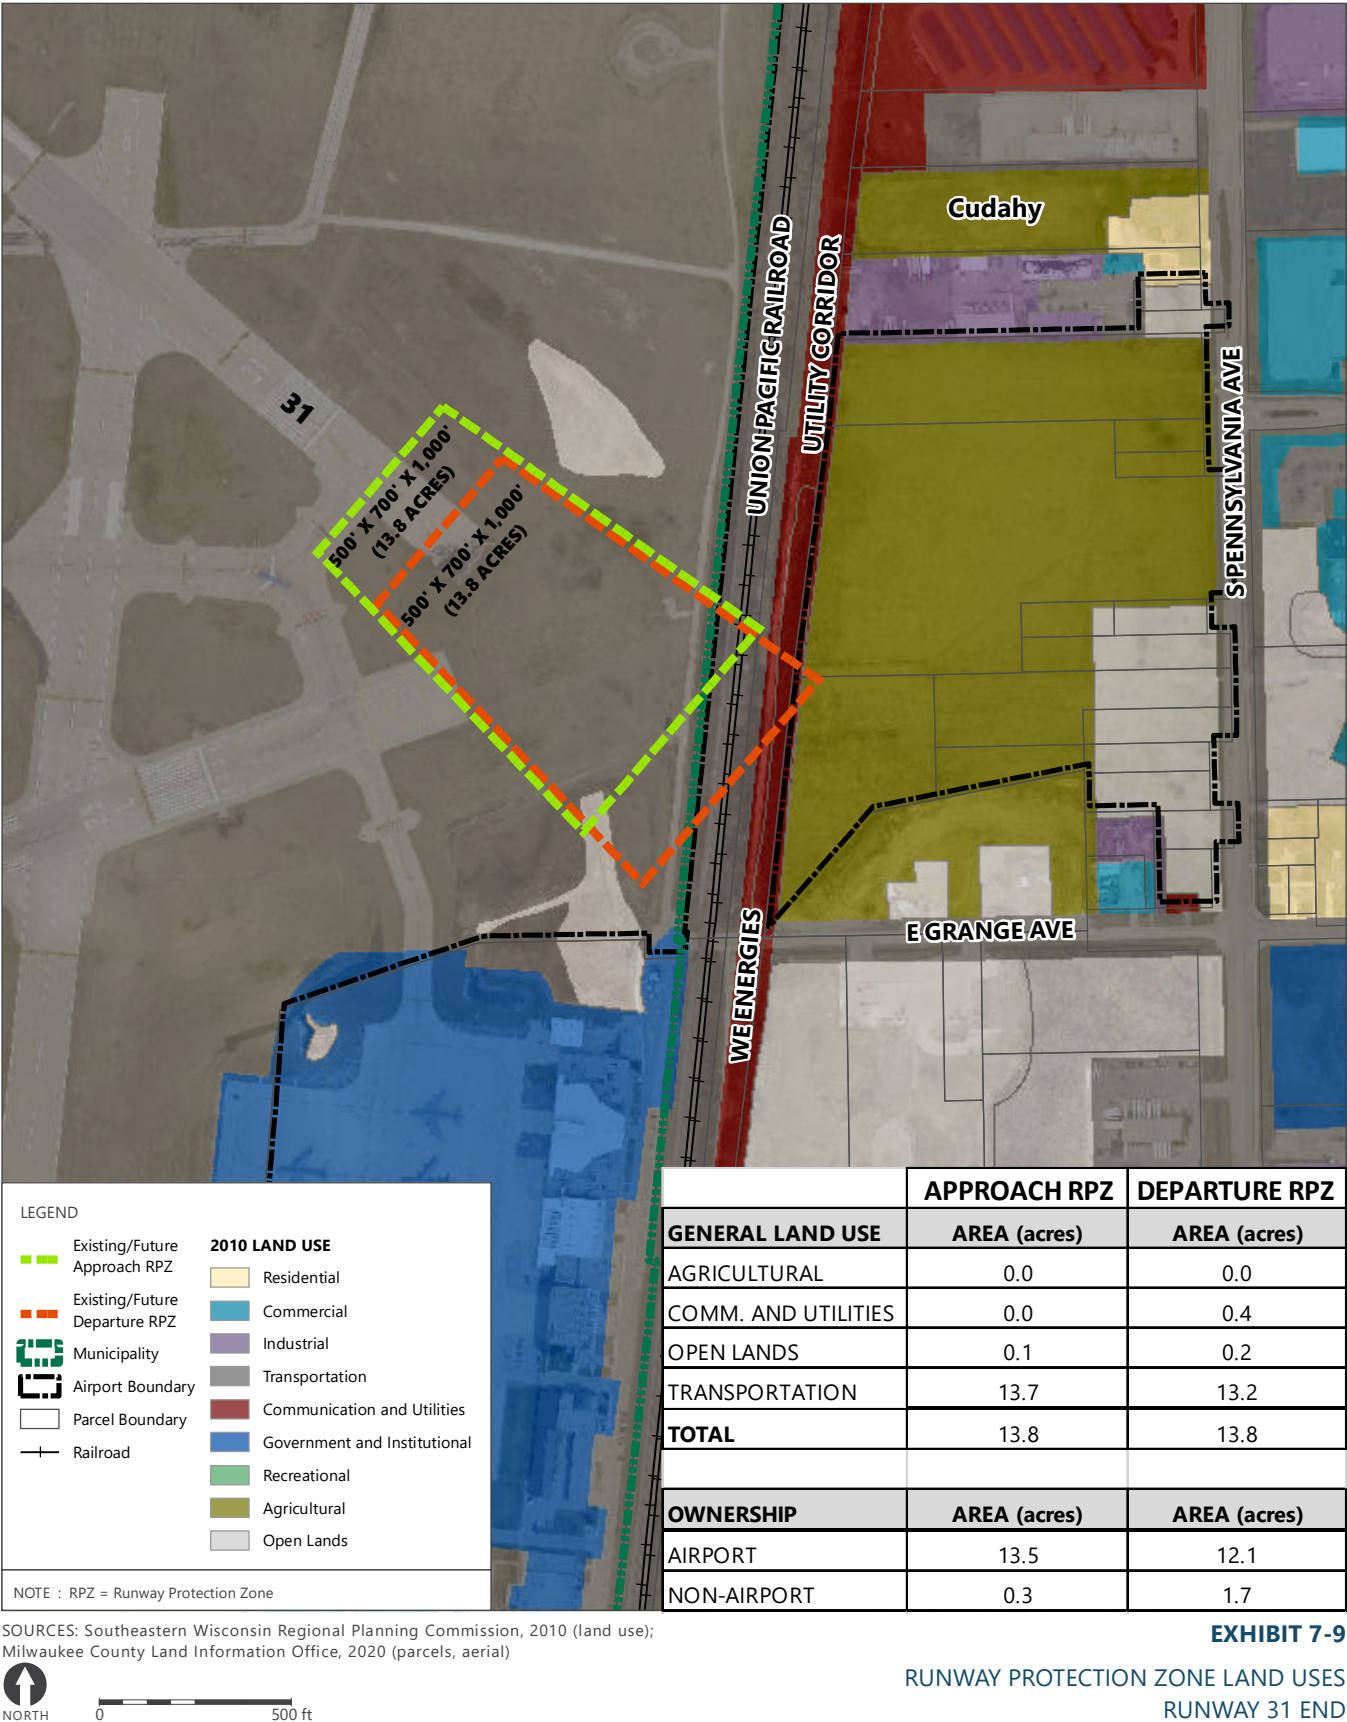 Cudahy
UNION PACIFIC RAILROAD
UTILITY CORRIDOR
S PENNSYLVANIA AVE
31
500' X 700' X 1,000'
(13.8 ACRES)
500' X 700' X 1,000'
(13.8 ACRES)
WE ENERGIES
E GRANGE AVE
LEGEND
Existing/Future
Approach RPZ
Existing/Future
Departure RPZ
Municipality
Airport Boundary
Parcel Boundary
Railroad
2010 LAND USE
Residential
Commercial
Industrial
Transportation
Communication and Utilities
Government and Institutional
Recreational
Agricultural
Open Lands
NOTE : RPZ = Runway Protection Zone
APPROACH RPZ DEPARTURE RPZ
GENERAL LAND USE AREA (acres) AREA (acres)
AGRICULTURAL 0.0 0.0
COMM. AND UTILITIES 0.0 0.4
OPEN LANDS 0.1 0.2
TRANSPORTATION 13.7 13.2
TOTAL 13.8 13.8
OWNERSHIP AREA (acres) AREA (acres)
AIRPORT 13.5 12.1
NON-AIRPORT 0.3 1.7
SOURCES: Southeastern Wisconsin Regional Planning Commission, 2010 (land use);
Milwaukee County Land Information Office, 2020 (parcels, aerial)
EXHIBIT 7-9
RUNWAY PROTECTION ZONE LAND USES
RUNWAY 31 END
NORTH
0 500 ft